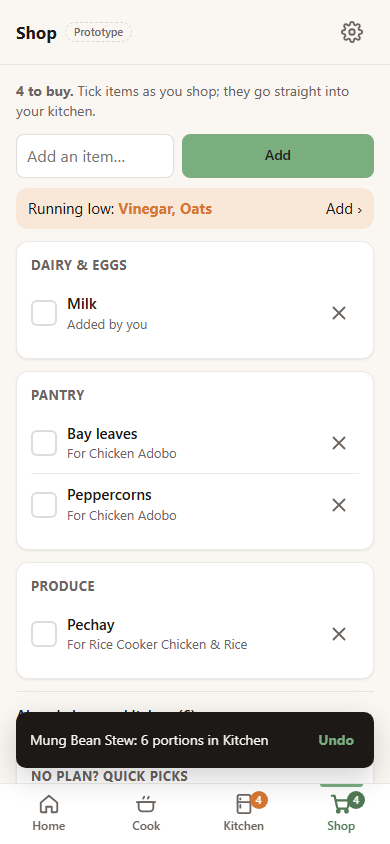 Shop
Prototype
4 to buy. Tick items as you shop; they go straight into
your kitchen.
Add an item...
Add
Running low: Vinegar, Oats
Add ›
DAIRY & EGGS
Milk
Added by you
PANTRY
Bay leaves
For Chicken Adobo
Peppercorns
For Chicken Adobo
PRODUCE
Pechay
For Rice Cooker Chicken & Rice
Mung Bean Stew: 6 portions in Kitchen
Undo
NO PLAN? QUICK PICKS
Home
Cook
4
Kitchen
4
Shop